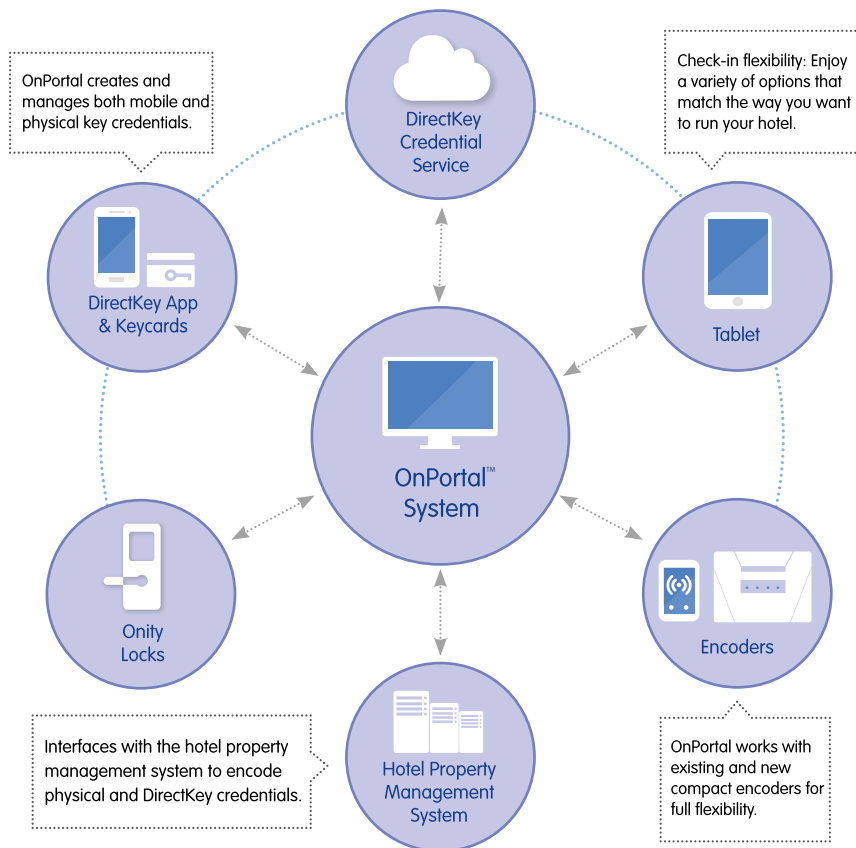 OnPortal creates and
manages both mobile and
physical key credentials.
DirectKey
Credential
Service
Check-in flexibility: Enjoy
a variety of options that
match the way you want
to run your hotel.
DirectKey App
& Keycards
Tablet
OnPortal™
System
Onity
Locks
Encoders
Interfaces with the hotel property
management system to encode
physical and DirectKey credentials.
Hotel Property
Management
System
OnPortal works with
existing and new
compact encoders for
full flexibility.